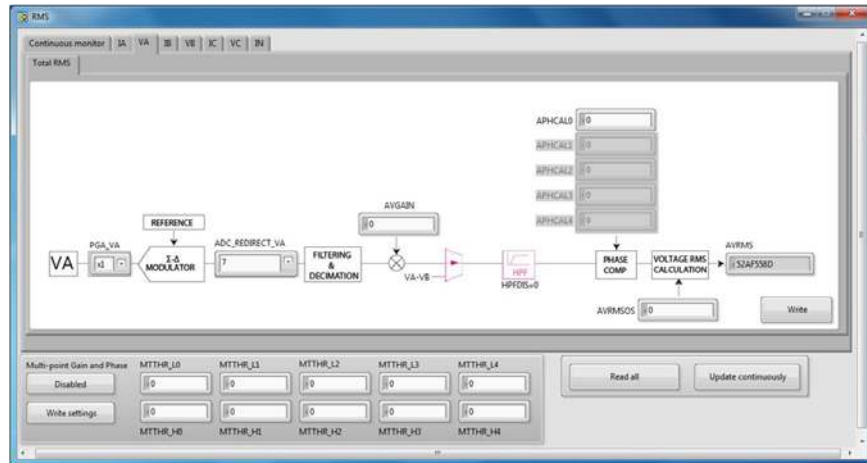 RMS
Continuous monitor IA VA IB VB IC VC IN
Total RMS
APHCAL0 0
APHCAL1 0
APHCAL2 0
APHCAL3 0
APHCAL4 0
AVGAIN
0
REFERENCE
PGA_VA
ADC_REDIRECT_VA
VA
x1
Σ-Δ
MODULATOR
7
FILTERING
&
DECIMATION
VA-VB
HPF
HPFDIS=0
PHASE
COMP
VOLTAGE RMS
CALCULATION
AVRMS
52AF558D
AVRMSOS 0
Write
Multi-point Gain and Phase
MTTHR_L0 MTTHR_L1 MTTHR_L2 MTTHR_L3 MTTHR_L4
Disabled 0 0 0 0 0
Write settings 0 0 0 0 0
MTTHR_H0 MTTHR_H1 MTTHR_H2 MTTHR_H3 MTTHR_H4
Read all
Update continuously